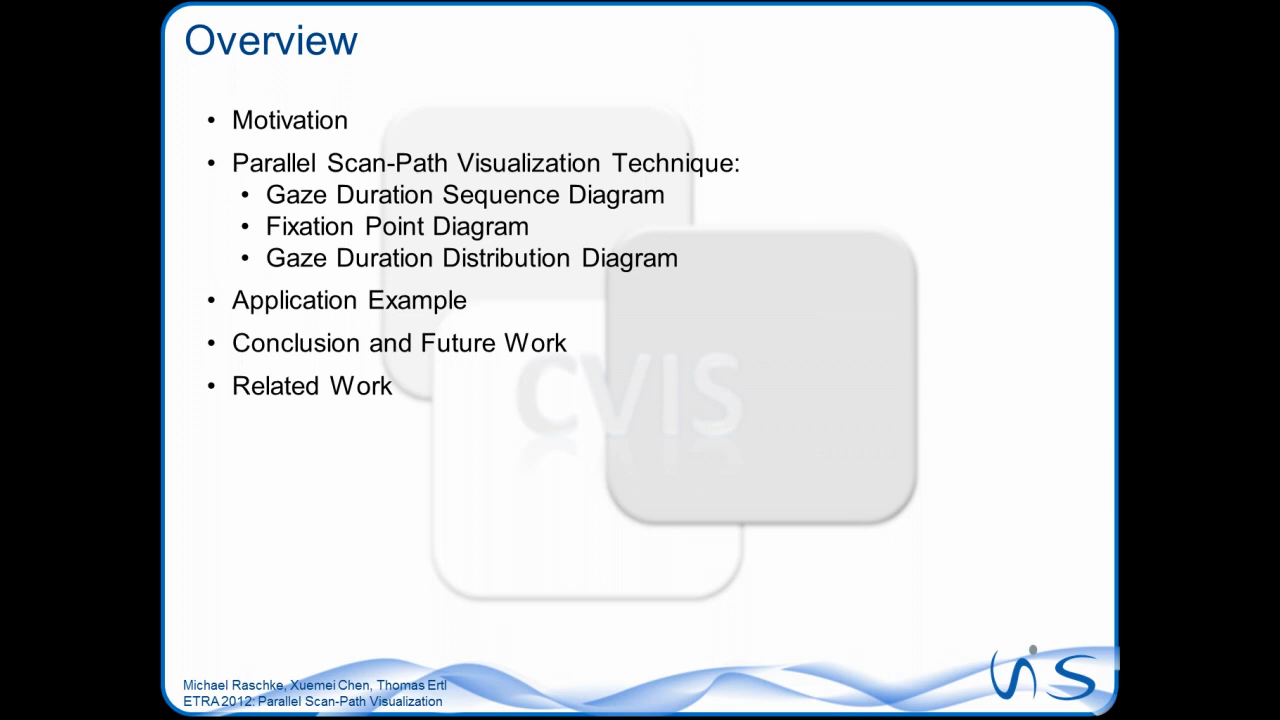 Overview
• Motivation
• Parallel Scan-Path Visualization Technique:
• Gaze Duration Sequence Diagram
• Fixation Point Diagram
• Gaze Duration Distribution Diagram
• Application Example
• Conclusion and Future Work
• Related Work
CVIS
Michael Raschke, Xuemei Chen, Thomas Ertl
ETRA 2012: Parallel Scan-Path Visualization
VIS